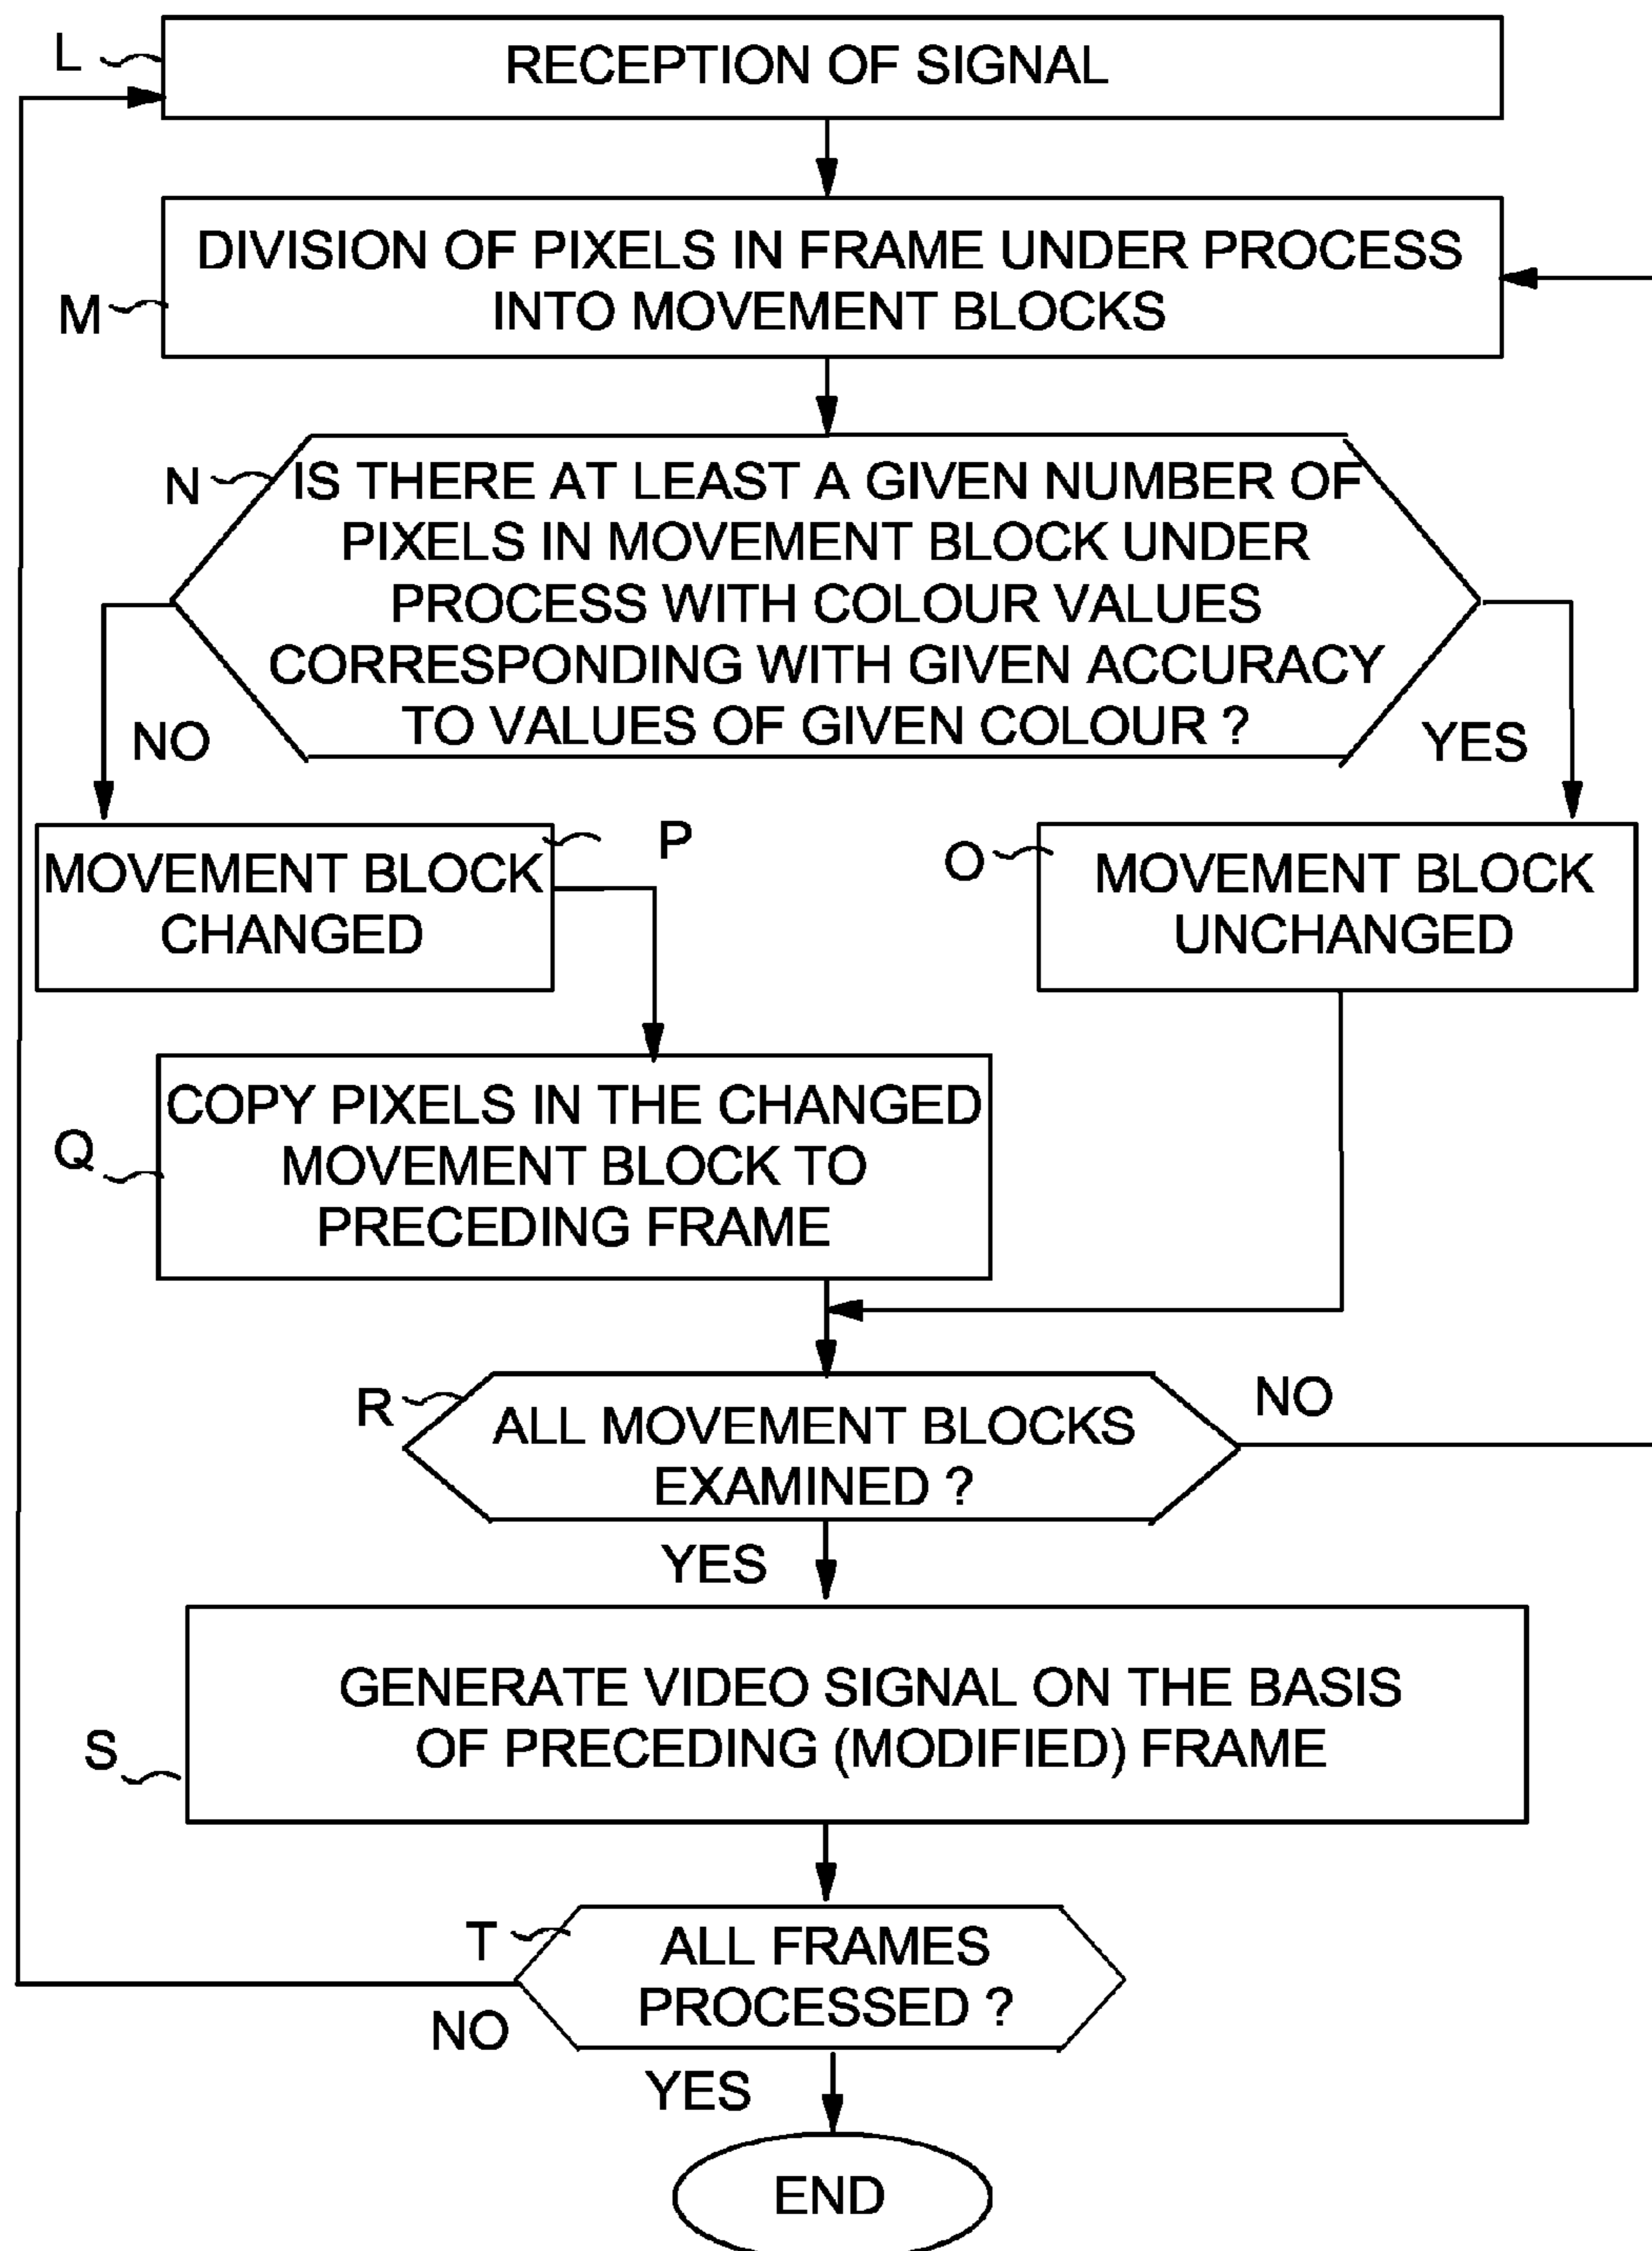 L
RECEPTION OF SIGNAL
M
DIVISION OF PIXELS IN FRAME UNDER PROCESS
INTO MOVEMENT BLOCKS
N
IS THERE AT LEAST A GIVEN NUMBER OF
PIXELS IN MOVEMENT BLOCK UNDER
PROCESS WITH COLOUR VALUES
CORRESPONDING WITH GIVEN ACCURACY
TO VALUES OF GIVEN COLOUR ?
NO
YES
P
MOVEMENT BLOCK
CHANGED
O
MOVEMENT BLOCK
UNCHANGED
Q
COPY PIXELS IN THE CHANGED
MOVEMENT BLOCK TO
PRECEDING FRAME
R
ALL MOVEMENT BLOCKS
EXAMINED ?
NO
YES
S
GENERATE VIDEO SIGNAL ON THE BASIS
OF PRECEDING (MODIFIED) FRAME
T
ALL FRAMES
PROCESSED ?
NO
YES
END